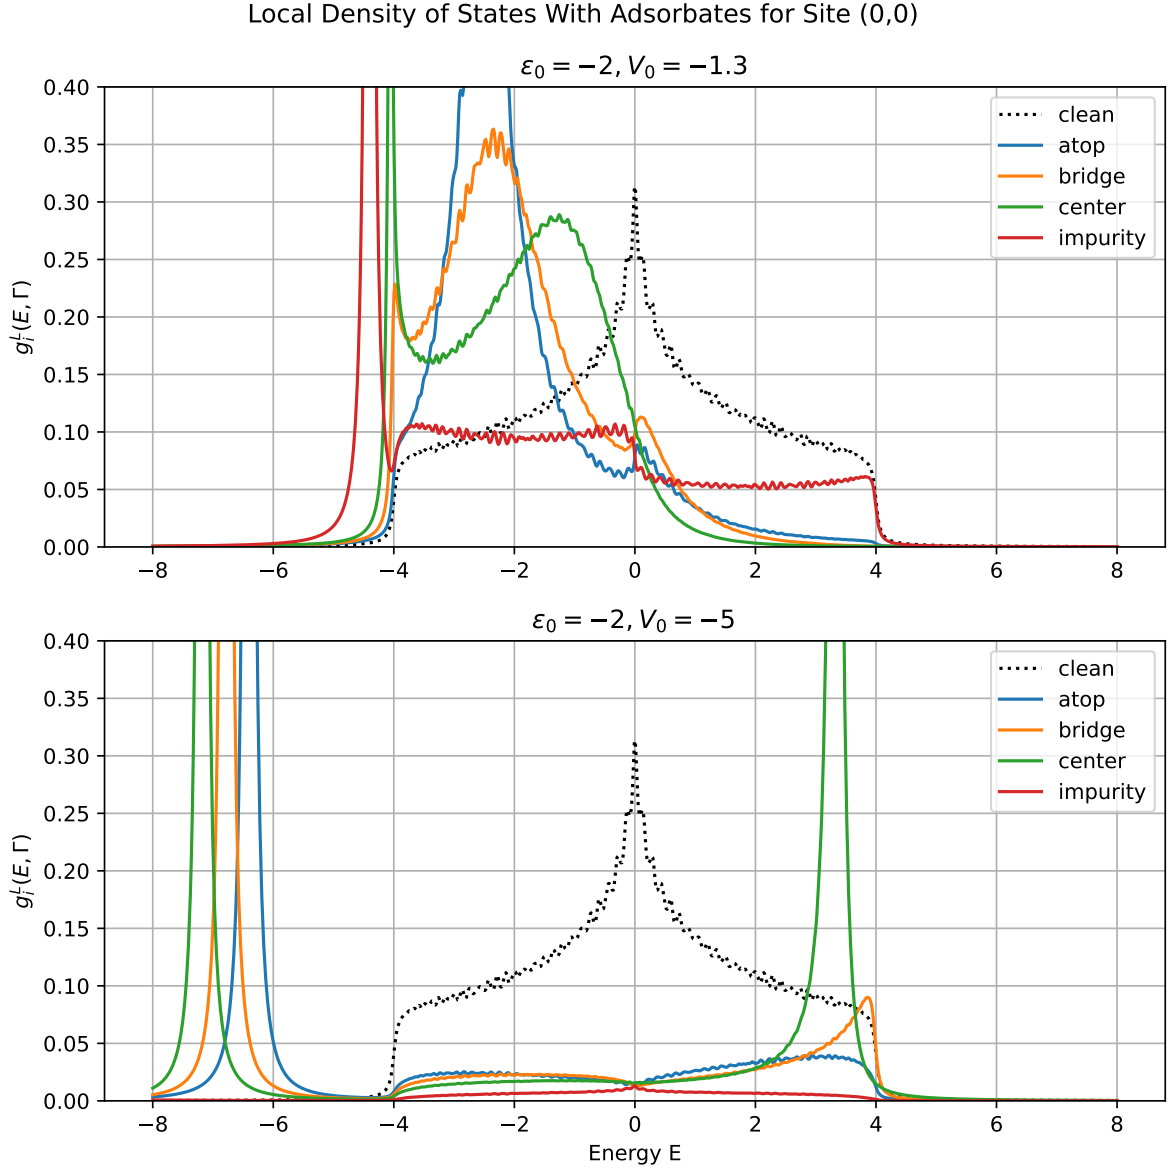 Local Density of States With Adsorbates for Site (0,0)
ε₀ = −2, V₀ = −1.3
0.40
0.35
0.30
0.25
0.20
0.15
0.10
0.05
0.00
gᵢᴸ(E, Γ)
clean
atop
bridge
center
impurity
−8 −6 −4 −2 0 2 4 6 8
ε₀ = −2, V₀ = −5
0.40
0.35
0.30
0.25
0.20
0.15
0.10
0.05
0.00
gᵢᴸ(E, Γ)
clean
atop
bridge
center
impurity
−8 −6 −4 −2 0 2 4 6 8
Energy E